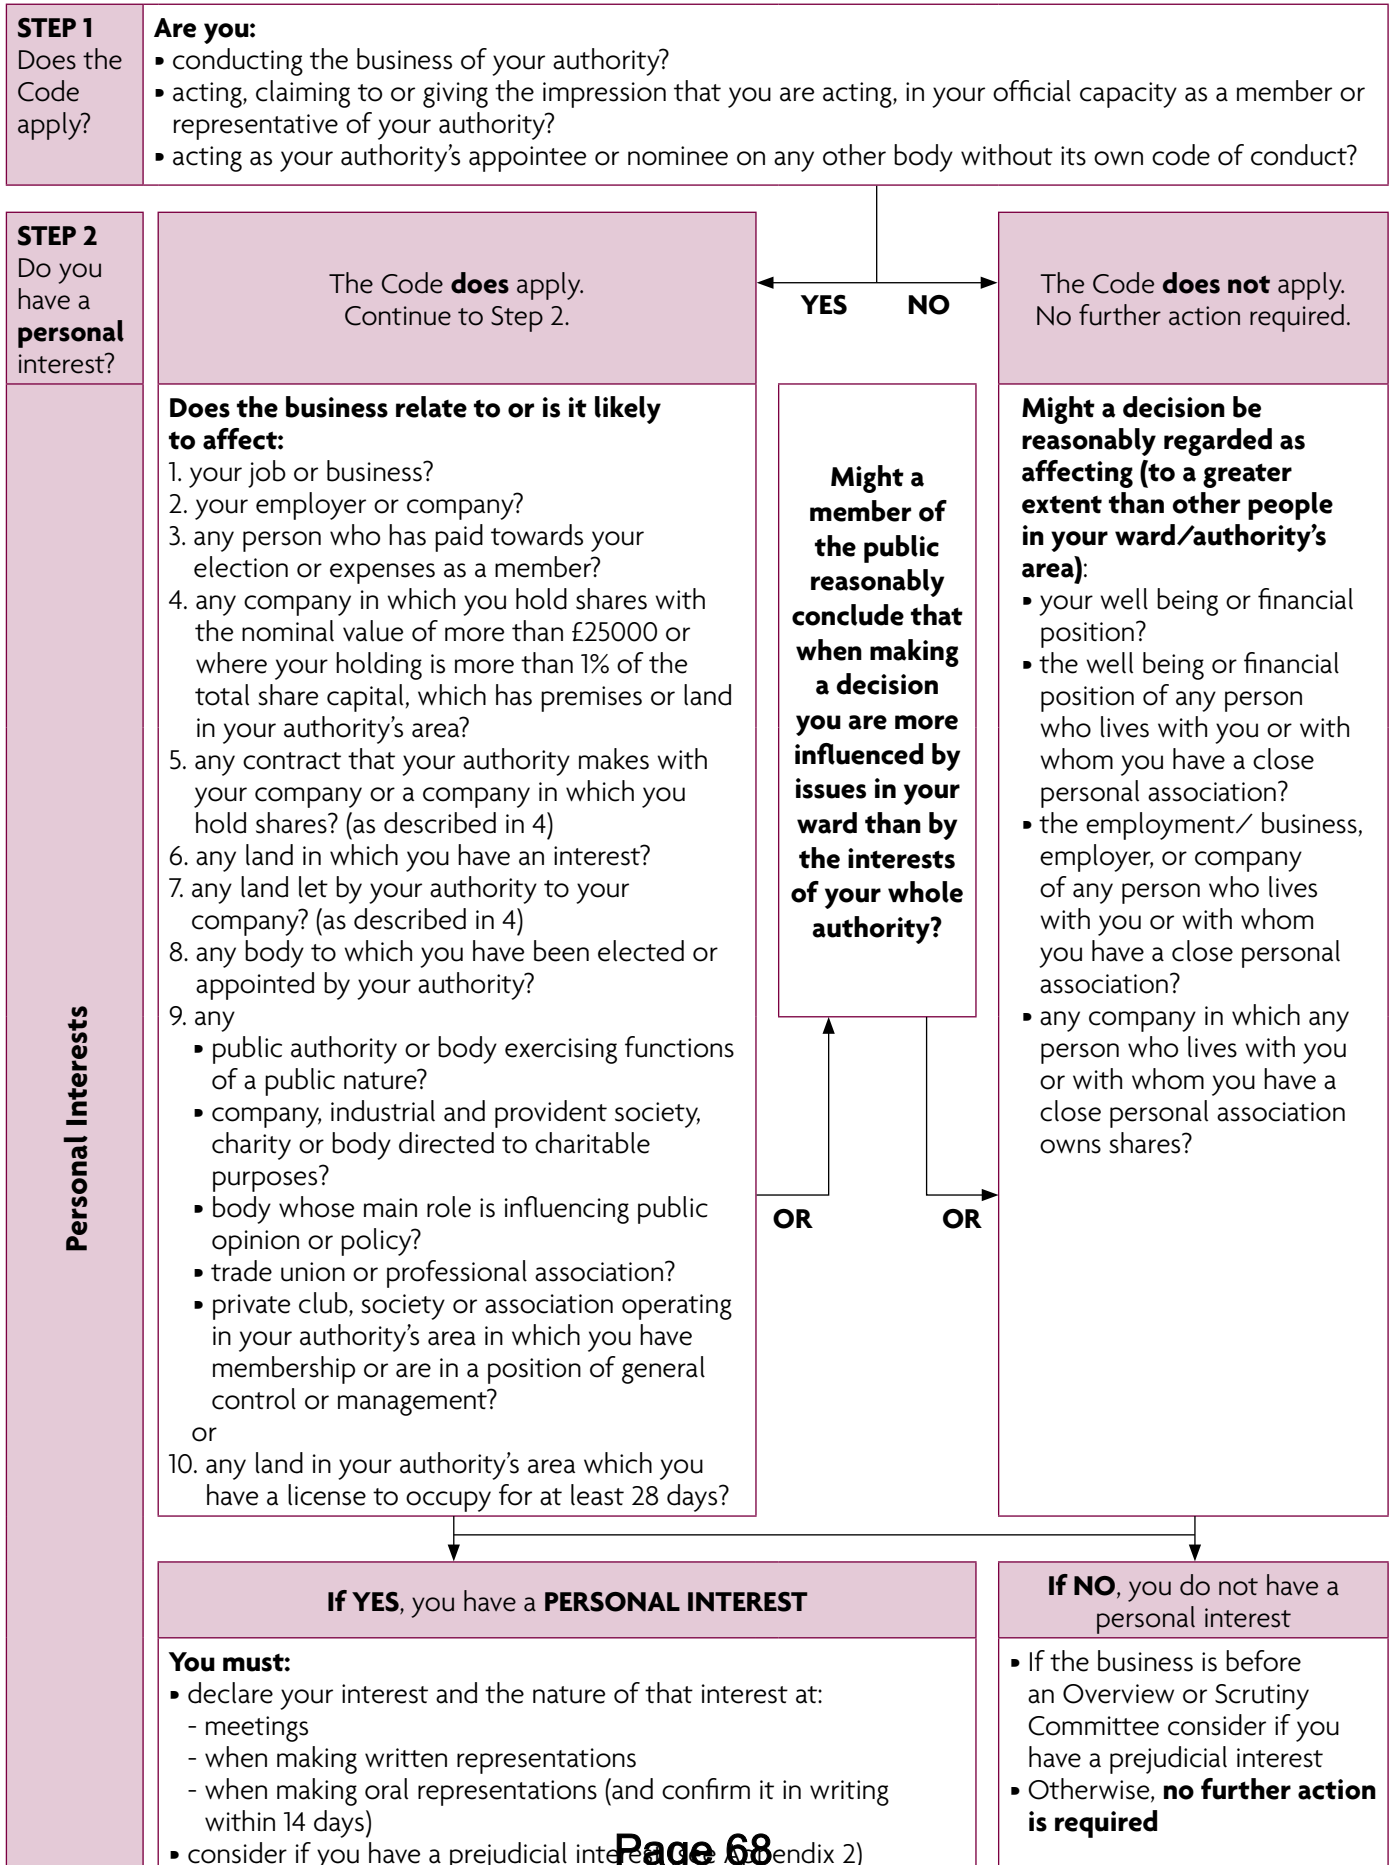 STEP 1
Does the
Code
apply?
Are you:
• conducting the business of your authority?
• acting, claiming to or giving the impression that you are acting, in your official capacity as a member or
representative of your authority?
• acting as your authority's appointee or nominee on any other body without its own code of conduct?
STEP 2
Do you
have a
personal
interest?
The Code does apply.
Continue to Step 2.
YES NO
The Code does not apply.
No further action required.
Personal Interests
Does the business relate to or is it likely
to affect:
1. your job or business?
2. your employer or company?
3. any person who has paid towards your
election or expenses as a member?
4. any company in which you hold shares with
the nominal value of more than £25000 or
where your holding is more than 1% of the
total share capital, which has premises or land
in your authority's area?
5. any contract that your authority makes with
your company or a company in which you
hold shares? (as described in 4)
6. any land in which you have an interest?
7. any land let by your authority to your
company? (as described in 4)
8. any body to which you have been elected or
appointed by your authority?
9. any
• public authority or body exercising functions
of a public nature?
• company, industrial and provident society,
charity or body directed to charitable
purposes?
• body whose main role is influencing public
opinion or policy?
• trade union or professional association?
• private club, society or association operating
in your authority's area in which you have
membership or are in a position of general
control or management?
or
10. any land in your authority's area which you
have a license to occupy for at least 28 days?
OR
Might a
member of
the public
reasonably
conclude that
when making
a decision
you are more
influenced by
issues in your
ward than by
the interests
of your whole
authority?
OR
Might a decision be
reasonably regarded as
affecting (to a greater
extent than other people
in your ward/authority's
area):
• your well being or financial
position?
• the well being or financial
position of any person
who lives with you or with
whom you have a close
personal association?
• the employment/ business,
employer, or company
of any person who lives
with you or with whom
you have a close personal
association?
• any company in which any
person who lives with you
or with whom you have a
close personal association
owns shares?
If YES, you have a PERSONAL INTEREST
You must:
• declare your interest and the nature of that interest at:
- meetings
- when making written representations
- when making oral representations (and confirm it in writing
within 14 days)
• consider if you have a prejudicial interest (see Appendix 2)
If NO, you do not have a
personal interest
• If the business is before
an Overview or Scrutiny
Committee consider if you
have a prejudicial interest
• Otherwise, no further action
is required
Page 68